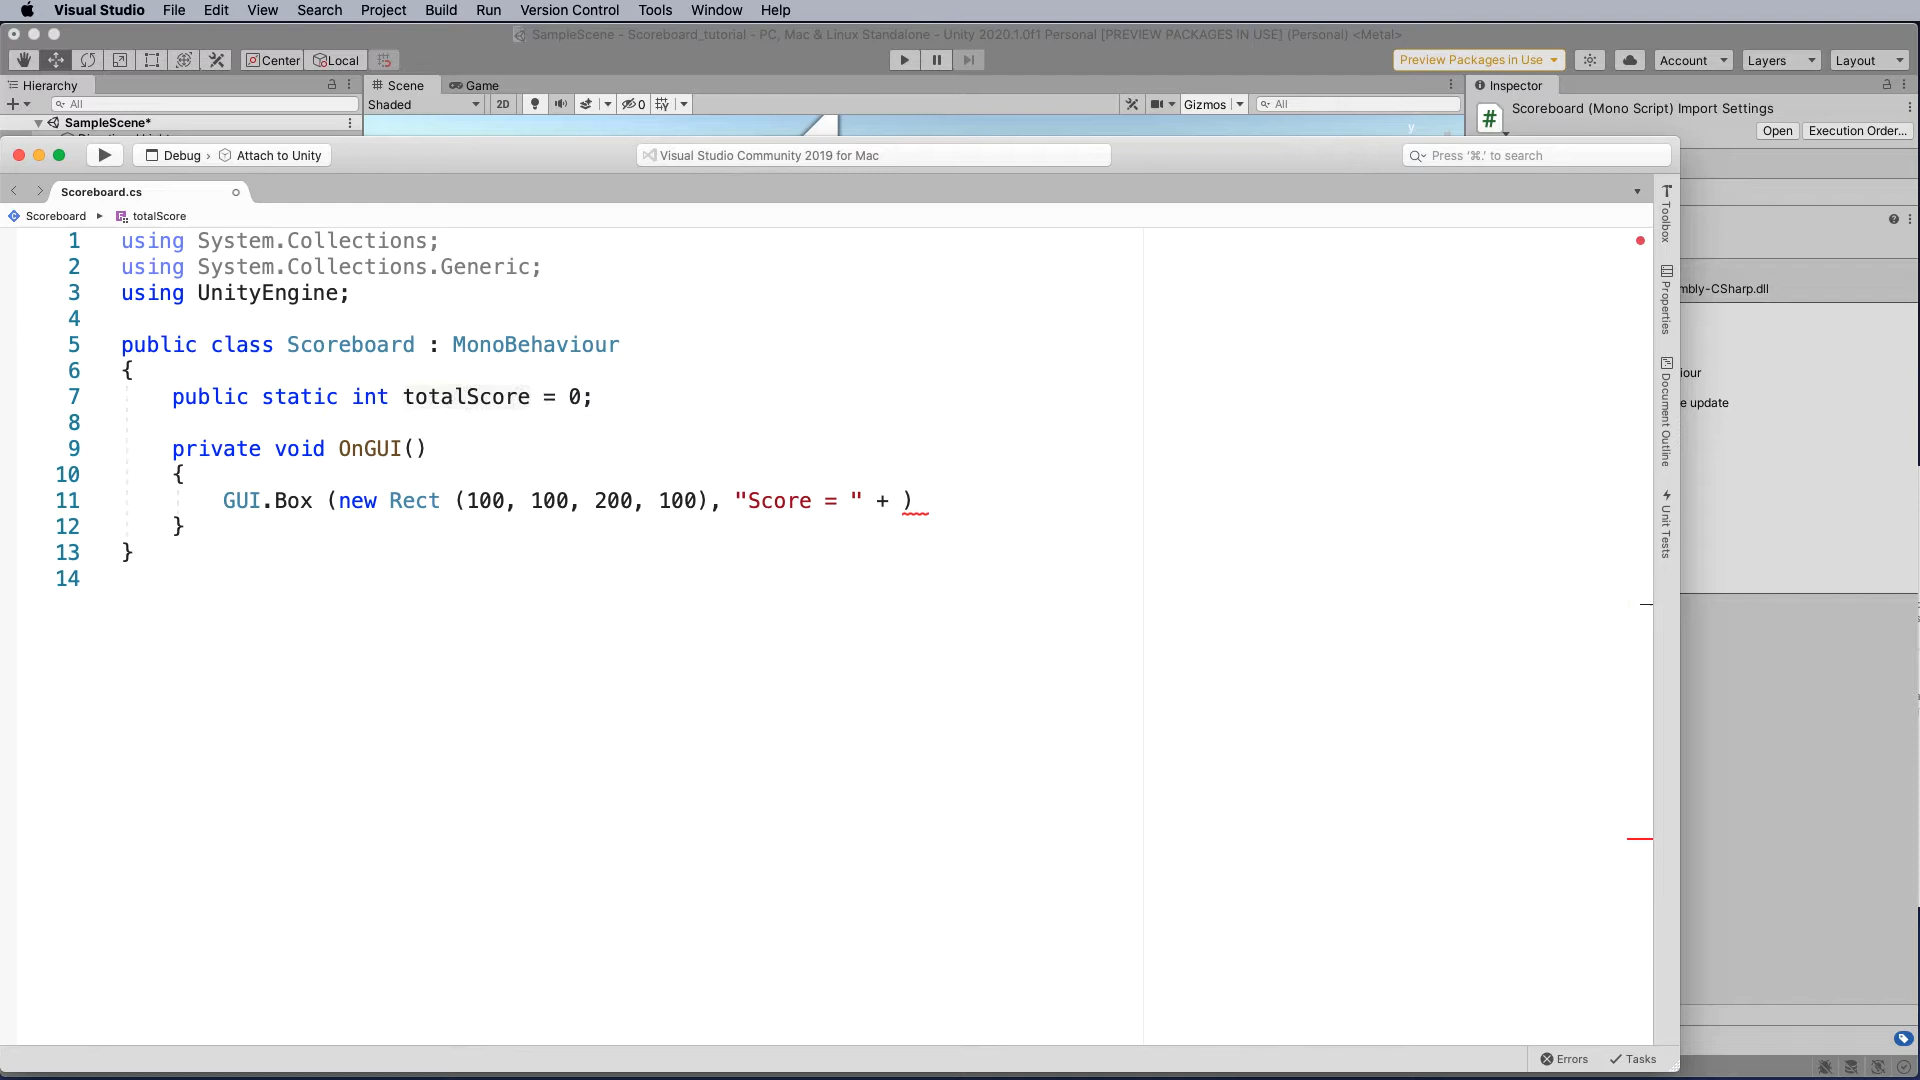 Visual Studio File Edit View Search Project Build Run Version Control Tools Window Help
SampleScene - Scoreboard_tutorial - PC, Mac & Linux Standalone - Unity 2020.1.0f1 Personal [PREVIEW PACKAGES IN USE] (Personal) <Metal>
Center Local Preview Packages in Use Account Layers Layout
Hierarchy Scene Game Inspector
All Shaded 2D 0 Gizmos All
Scoreboard (Mono Script) Import Settings
SampleScene*
Open Execution Order...
Debug › Attach to Unity Visual Studio Community 2019 for Mac Press ‘⌘.’ to search
Scoreboard.cs
Scoreboard totalScore
1 using System.Collections;
2 using System.Collections.Generic;
3 using UnityEngine;
4
5 public class Scoreboard : MonoBehaviour
6 {
7 public static int totalScore = 0;
8
9 private void OnGUI()
10 {
11 GUI.Box (new Rect (100, 100, 200, 100), "Score = " + )
12 }
13 }
14
Toolbox
Properties
Document Outline
Unit Tests
mbly-CSharp.dll
iour
e update
Errors Tasks